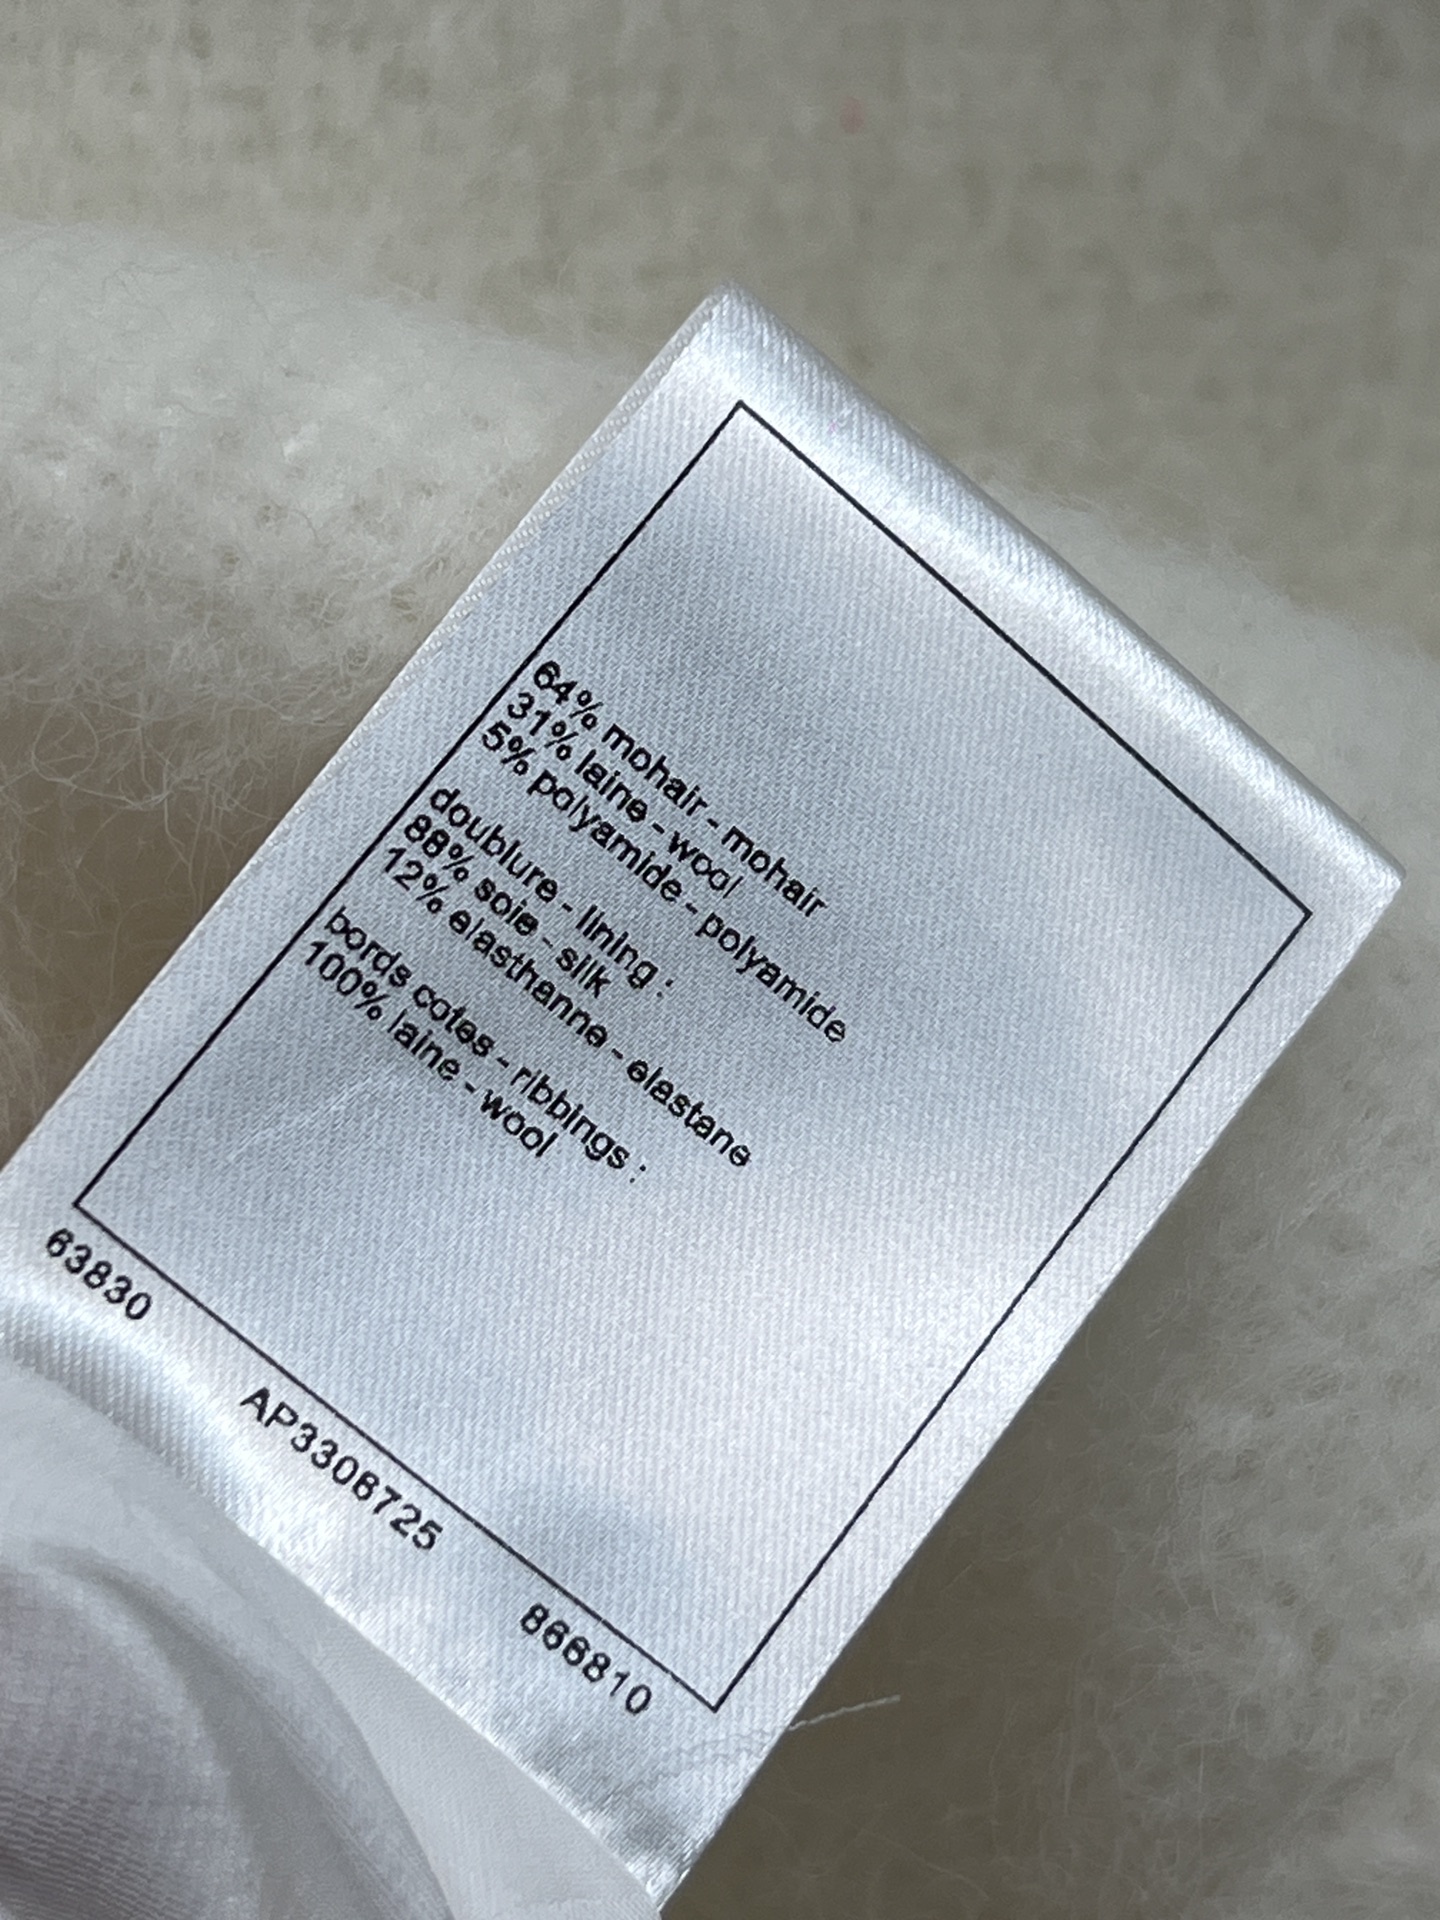 64% mohair - mohair
31% laine - wool
5% polyamide - polyamide
doublure - lining :
88% soie - silk
12% elasthanne - elastane
bords cotes - ribbings :
100% laine - wool
63830
AP3306725
866810